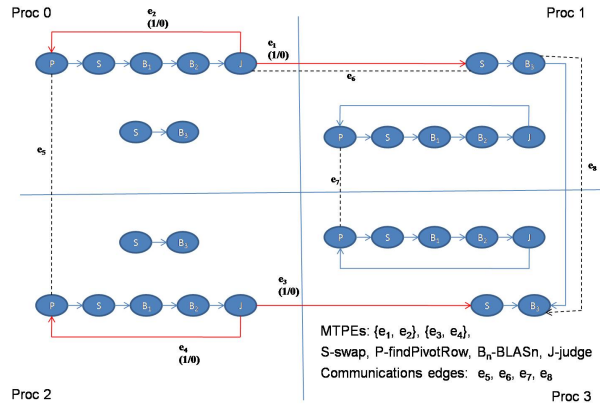 Proc 0
Proc 1
e2
(1/0)
e1
(1/0)
P S B1 B2 J
S B3
e6
S B3
P S B1 B2 J
e5
e7
e8
S B3
P S B1 B2 J
e3
(1/0)
P S B1 B2 J
S B3
e4
(1/0)
MTPEs: {e1, e2}, {e3, e4},
S-swap, P-findPivotRow, Bn-BLASn, J-judge
Communications edges: e5, e6, e7, e8
Proc 2
Proc 3